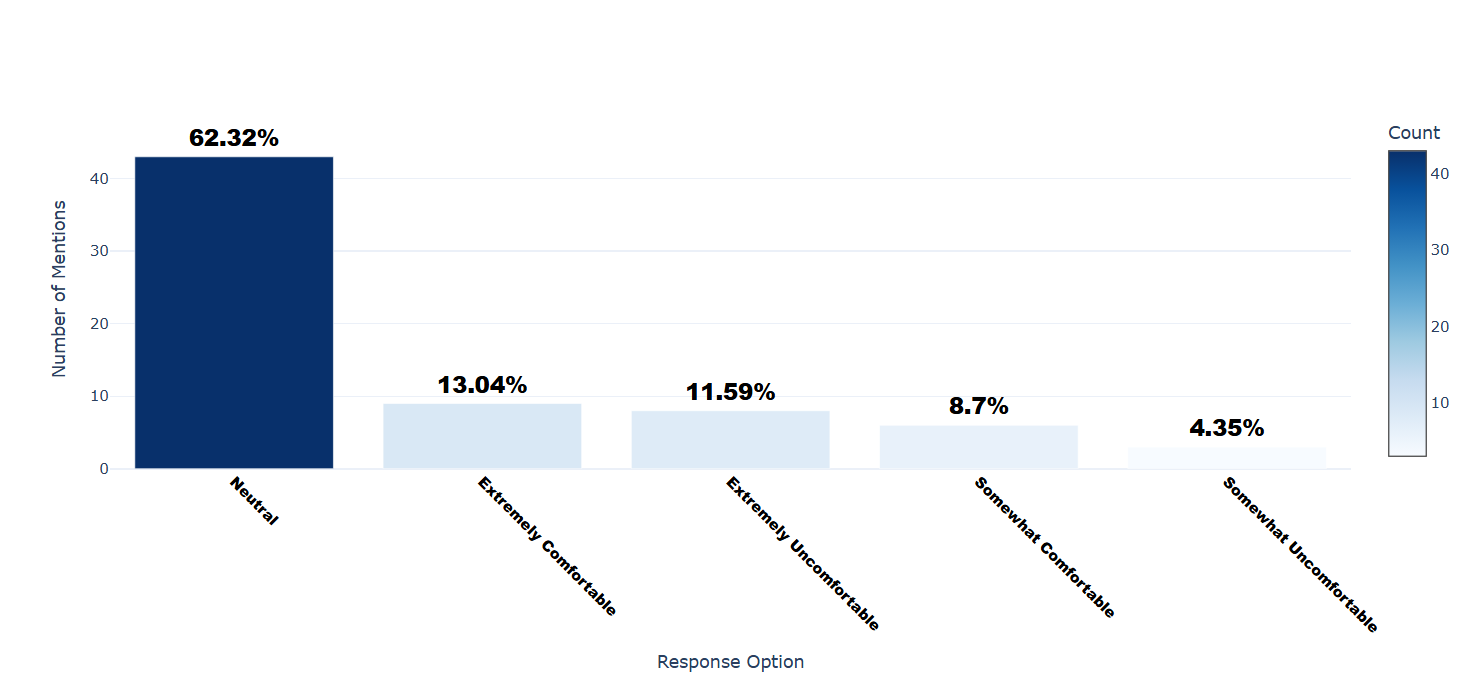 62.32%
13.04%
11.59%
8.7%
4.35%
Number of Mentions
40
30
20
10
0
Neutral
Extremely Comfortable
Extremely Uncomfortable
Somewhat Comfortable
Somewhat Uncomfortable
Response Option
Count
40
30
20
10